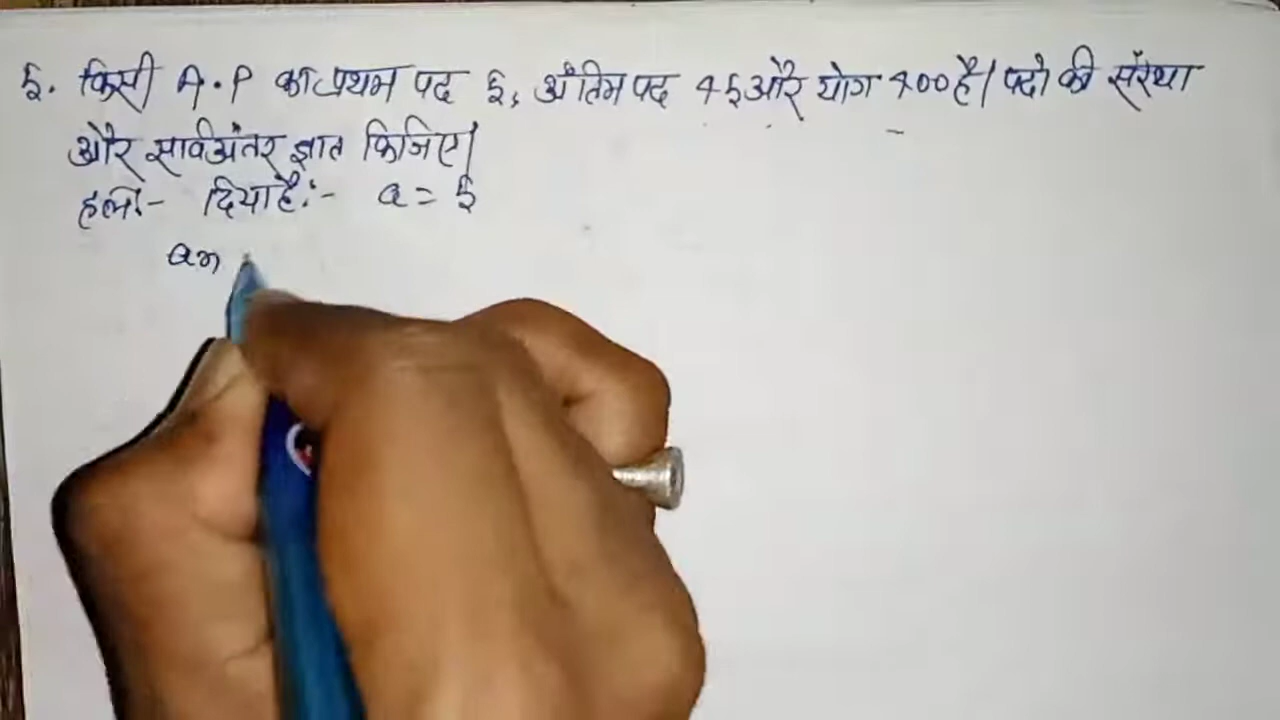 5. किसी A.P का प्रथम पद 5, अंतिम पद 45 और योग 400 है। पदो की संख्या
और सार्वअंतर ज्ञात किजिए।
हल:- दिया है:- a = 5
an